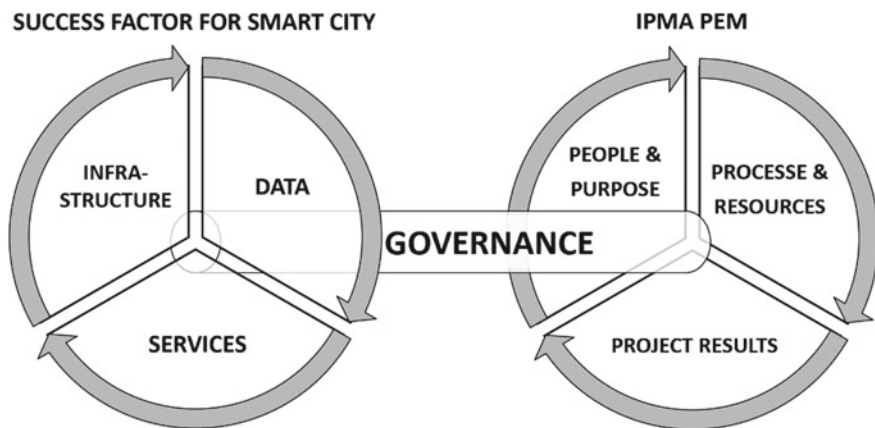 SUCCESS FACTOR FOR SMART CITY
IPMA PEM
INFRA-
STRUCTURE
DATA
SERVICES
GOVERNANCE
PEOPLE &
PURPOSE
PROCESSE &
RESOURCES
PROJECT RESULTS